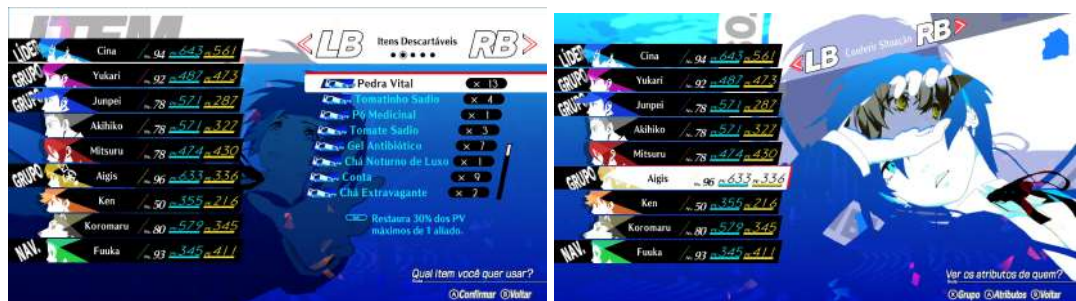 ITEM
LÍDER Cina 94 643 561
GRUPO Yukari 92 487 473
GRUPO Junpei 78 571 287
Akihiko 78 571 327
Mitsuru 78 474 430
GRUPO Aigis 96 633 336
Ken 50 355 216
Koromaru 80 579 345
NAV. Fuuka 93 345 411
LB Itens Descartáveis RB
Pedra Vital × 13
Tomatinho Sadio × 4
P6 Medicinal × 1
Tomate Sadio × 3
Gel Antibiótico × 7
Chá Noturno de Luxo × 1
Conta × 9
Chá Extravagante × 2
Restaura 30% dos PV
máximos de 1 aliado.
Qual item você quer usar?
Ⓐ Confirmar Ⓑ Voltar
LÍDER Cina 94 643 561
GRUPO Yukari 92 487 473
GRUPO Junpei 78 571 287
Akihiko 78 571 327
Mitsuru 78 474 430
GRUPO Aigis 96 633 336
Ken 50 355 216
Koromaru 80 579 345
NAV. Fuuka 93 345 411
LB Conferir Situação RB
Ver os atributos de quem?
Ⓧ Grupo Ⓐ Atributos Ⓑ Voltar